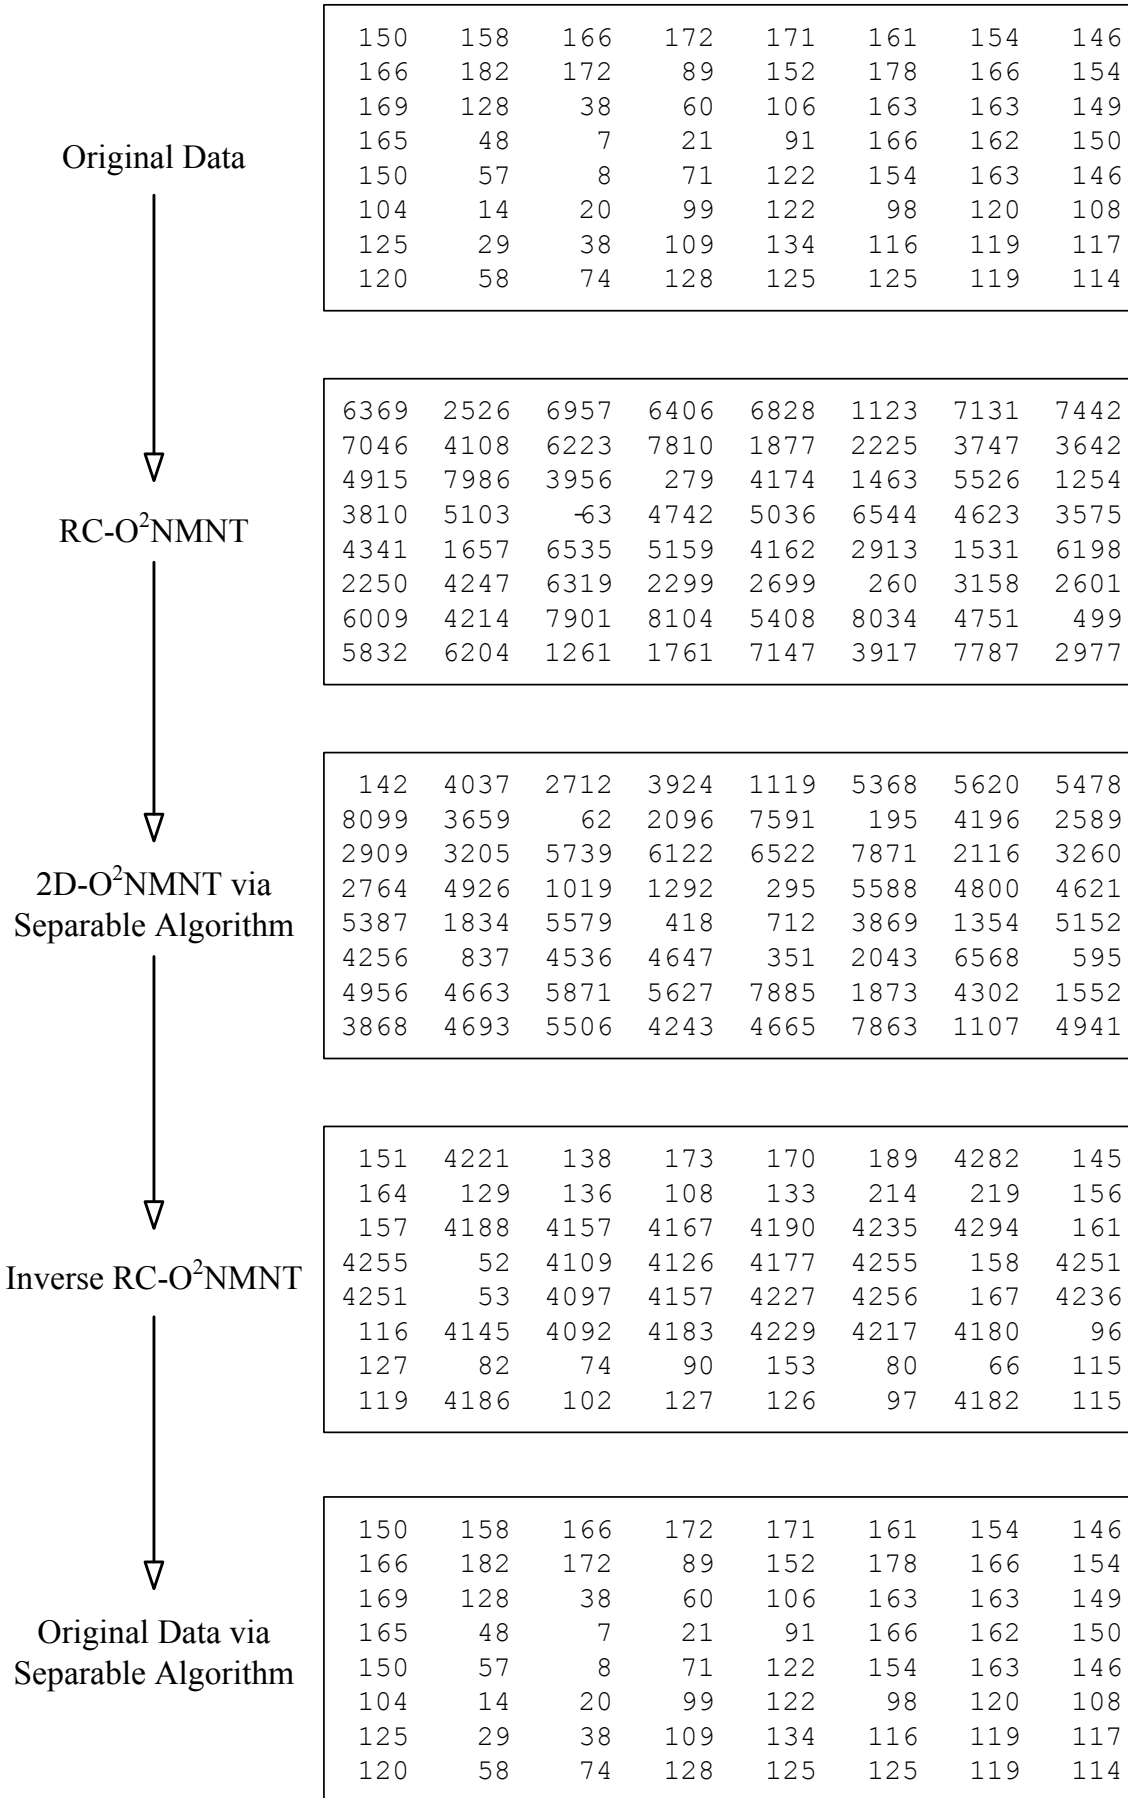 150 158 166 172 171 161 154 146
166 182 172 89 152 178 166 154
169 128 38 60 106 163 163 149
165 48 7 21 91 166 162 150
150 57 8 71 122 154 163 146
104 14 20 99 122 98 120 108
125 29 38 109 134 116 119 117
120 58 74 128 125 125 119 114
Original Data
6369 2526 6957 6406 6828 1123 7131 7442
7046 4108 6223 7810 1877 2225 3747 3642
4915 7986 3956 279 4174 1463 5526 1254
3810 5103 -63 4742 5036 6544 4623 3575
4341 1657 6535 5159 4162 2913 1531 6198
2250 4247 6319 2299 2699 260 3158 2601
6009 4214 7901 8104 5408 8034 4751 499
5832 6204 1261 1761 7147 3917 7787 2977
RC-O²NMNT
142 4037 2712 3924 1119 5368 5620 5478
8099 3659 62 2096 7591 195 4196 2589
2909 3205 5739 6122 6522 7871 2116 3260
2764 4926 1019 1292 295 5588 4800 4621
5387 1834 5579 418 712 3869 1354 5152
4256 837 4536 4647 351 2043 6568 595
4956 4663 5871 5627 7885 1873 4302 1552
3868 4693 5506 4243 4665 7863 1107 4941
2D-O²NMNT via
Separable Algorithm
151 4221 138 173 170 189 4282 145
164 129 136 108 133 214 219 156
157 4188 4157 4167 4190 4235 4294 161
4255 52 4109 4126 4177 4255 158 4251
4251 53 4097 4157 4227 4256 167 4236
116 4145 4092 4183 4229 4217 4180 96
127 82 74 90 153 80 66 115
119 4186 102 127 126 97 4182 115
Inverse RC-O²NMNT
150 158 166 172 171 161 154 146
166 182 172 89 152 178 166 154
169 128 38 60 106 163 163 149
165 48 7 21 91 166 162 150
150 57 8 71 122 154 163 146
104 14 20 99 122 98 120 108
125 29 38 109 134 116 119 117
120 58 74 128 125 125 119 114
Original Data via
Separable Algorithm